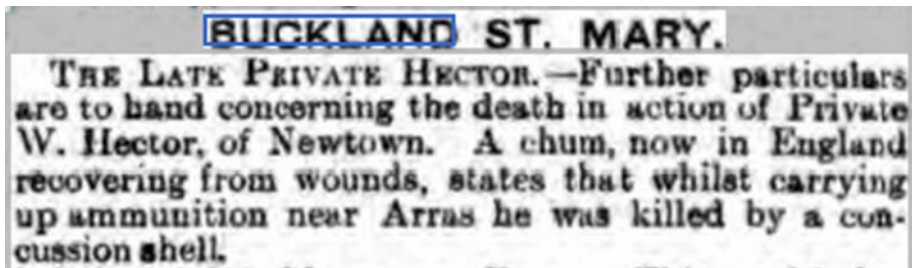 BUCKLAND ST. MARY.
THE LATE PRIVATE HECTOR.—Further particulars
are to hand concerning the death in action of Private
W. Hector, of Newtown. A chum, now in England
recovering from wounds, states that whilst carrying
up ammunition near Arras he was killed by a con-
cussion shell.